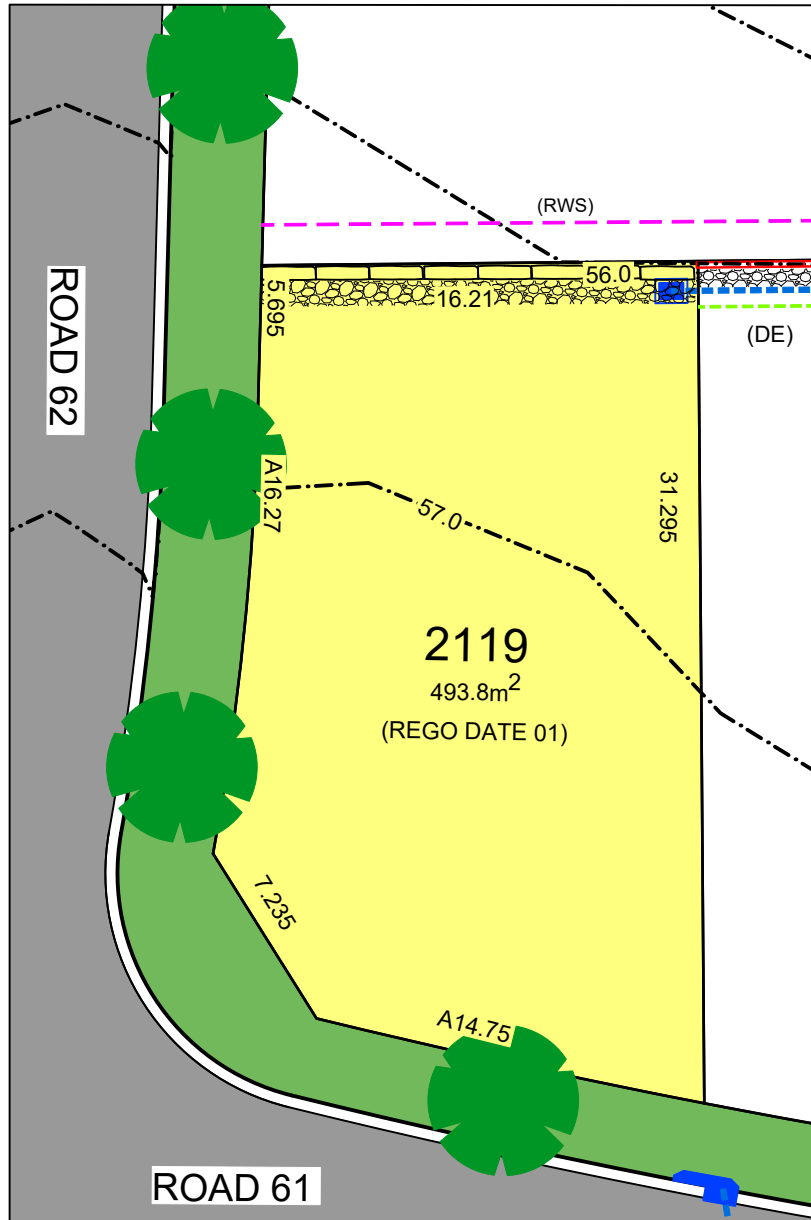 (RWS)
56.0
16.21
5.695
(DE)
ROAD 62
A16.27
57.0
31.295
2119
493.8m²
(REGO DATE 01)
7.235
A14.75
ROAD 61